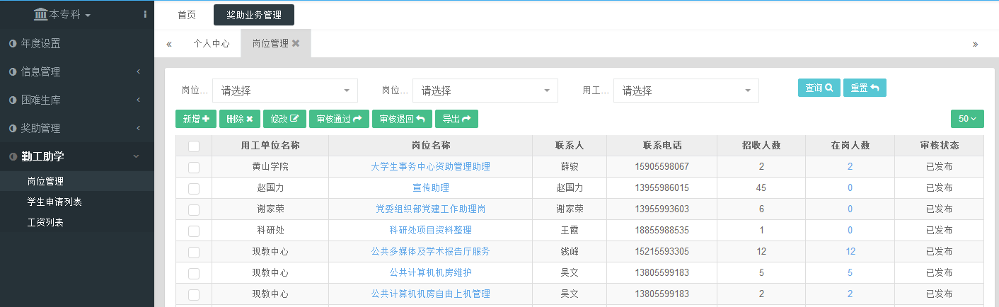 本专科
首页
奖助业务管理
年度设置
信息管理
困难生库
奖助管理
勤工助学
岗位管理
学生申请列表
工资列表
«
个人中心
岗位管理
»
岗位... 请选择 岗位... 请选择 用工... 请选择 查询 重置
新增 删除 修改 审核通过 审核退回 导出 50
用工单位名称 岗位名称 联系人 联系电话 招收人数 在岗人数 审核状态
黄山学院 大学生事务中心资助管理助理 薛骏 15905598067 2 2 已发布
赵国力 宣传助理 赵国力 13955986015 45 0 已发布
谢家荣 党委组织部党建工作助理岗 谢家荣 13955993603 6 0 已发布
科研处 科研处项目资料整理 王霞 18855988535 1 0 已发布
现教中心 公共多媒体及学术报告厅服务 钱峰 15215593305 12 12 已发布
现教中心 公共计算机机房维护 吴文 13805599183 5 5 已发布
现教中心 公共计算机机房自由上机管理 吴文 13805599183 2 2 已发布